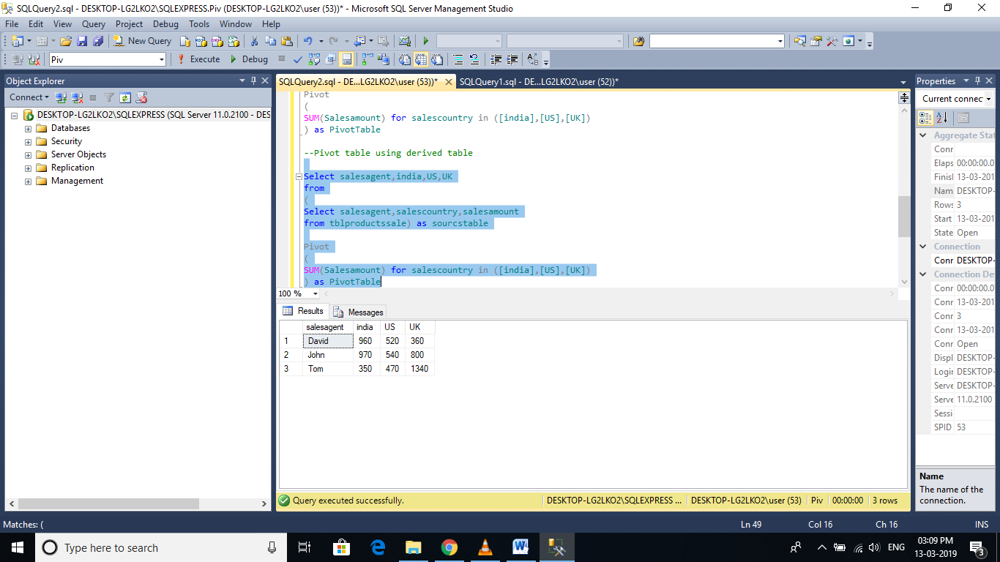 SQLQuery2.sql - DESKTOP-LG2LKO2\SQLEXPRESS.Piv (DESKTOP-LG2LKO2\user (53))* - Microsoft SQL Server Management Studio
File Edit View Query Project Debug Tools Window Help
New Query
Piv Execute Debug
Object Explorer
Connect
DESKTOP-LG2LKO2\SQLEXPRESS (SQL Server 11.0.2100 - DES
Databases
Security
Server Objects
Replication
Management
SQLQuery2.sql - DE...LG2LKO2\user (53))* SQLQuery1.sql - DE...LG2LKO2\user (52))*
Pivot
(
SUM(Salesamount) for salescountry in ([india],[US],[UK])
) as PivotTable
--Pivot table using derived table
Select salesagent,india,US,UK
from
(
Select salesagent,salescountry,salesamount
from tblproductssale) as sourcstable
Pivot
(
SUM(Salesamount) for salescountry in ([india],[US],[UK])
) as PivotTable
100 %
Results Messages
salesagent india US UK
1 David 960 520 360
2 John 970 540 800
3 Tom 350 470 1340
Query executed successfully. DESKTOP-LG2LKO2\SQLEXPRESS ... DESKTOP-LG2LKO2\user (53) Piv 00:00:00 3 rows
Properties
Current connec
Aggregate Stat
Conr
Elaps 00:00:00.0
Finisl 13-03-201
Nam DESKTOP-
Rows 3
Start 13-03-201
State Open
Connection
Conr DESKTOP-
Connection De
Conr 00:00:00.0
Conr 13-03-201
Conr 3
Conr 13-03-201
Conr Open
Displ DESKTOP-
Logir DESKTOP-
Serve DESKTOP-
Serve 11.0.2100
Sessi
SPID 53
Name
The name of the
connection.
Matches: ( Ln 49 Col 16 Ch 16 INS
Type here to search
ENG
03:09 PM
13-03-2019
3